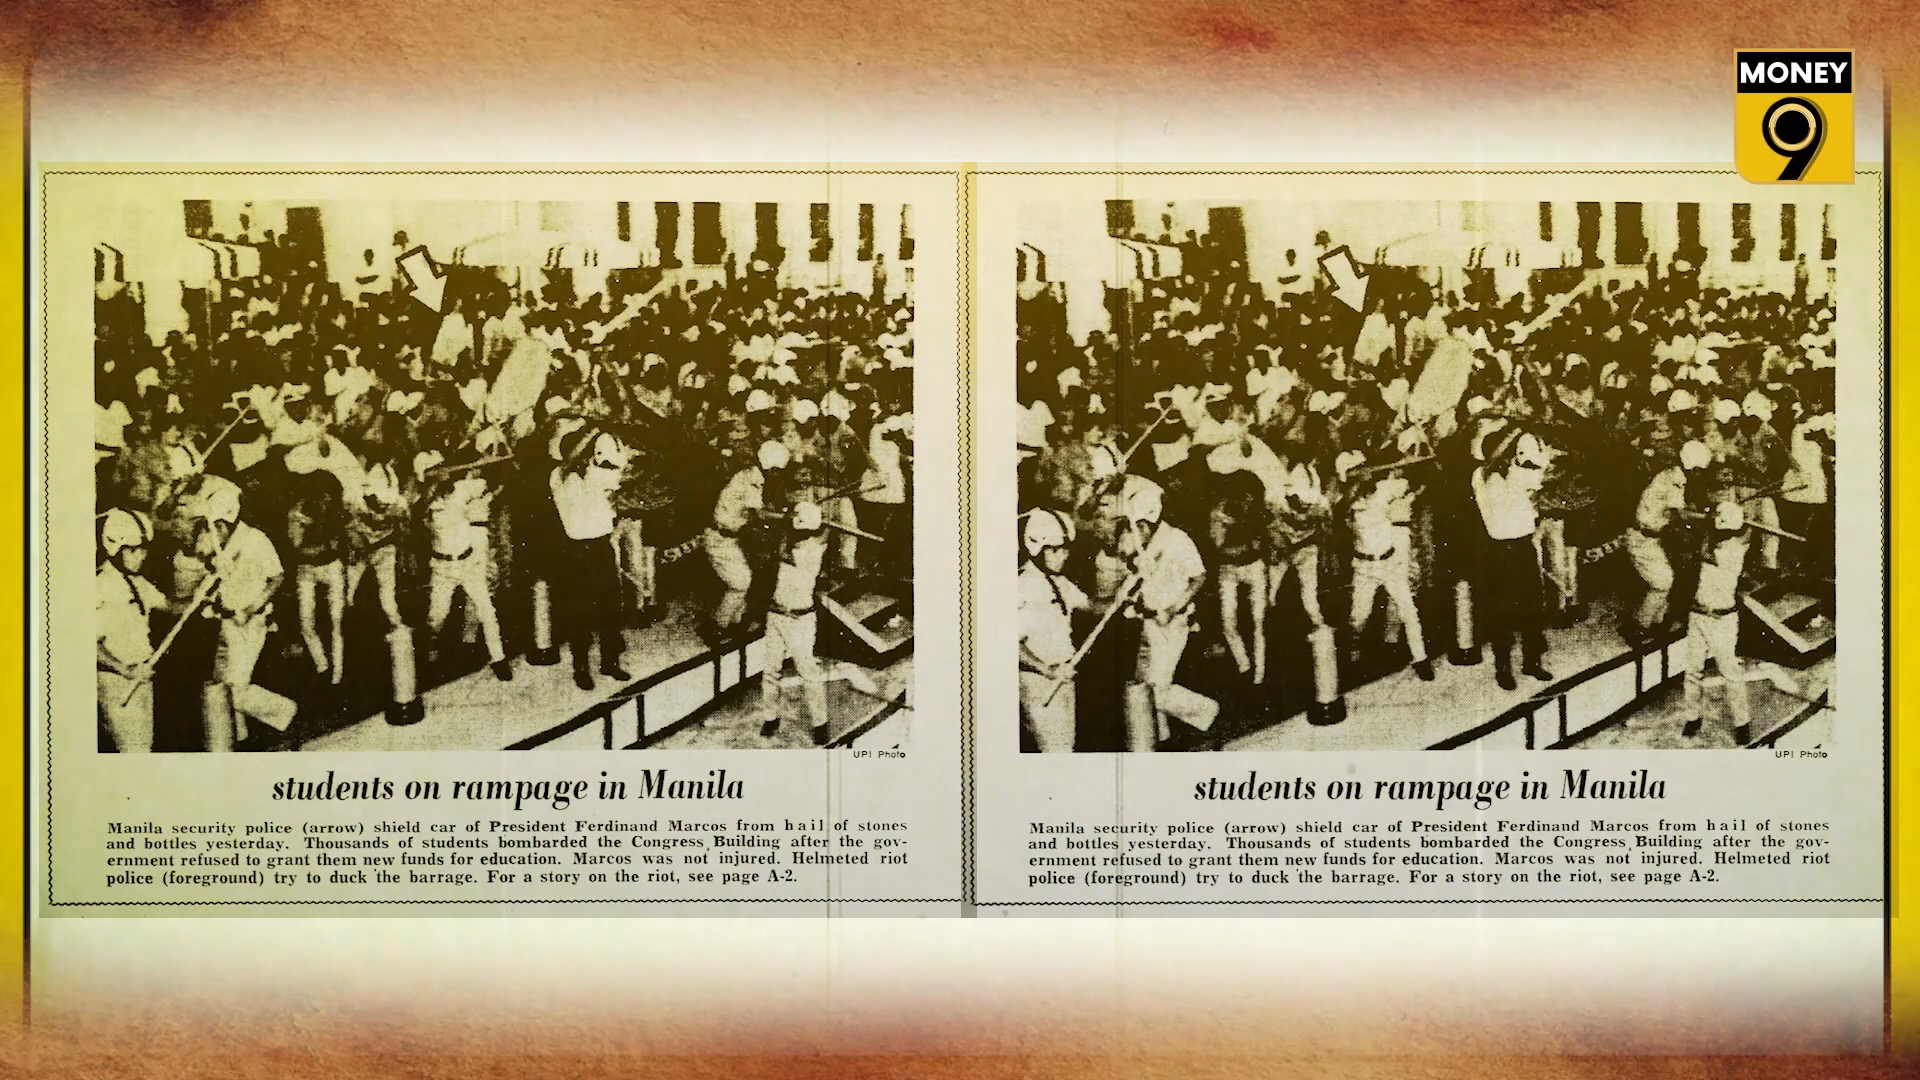 MONEY
9
UPI Photo
students on rampage in Manila
Manila security police (arrow) shield car of President Ferdinand Marcos from hail of stones
and bottles yesterday. Thousands of students bombarded the Congress Building after the gov-
ernment refused to grant them new funds for education. Marcos was not injured. Helmeted riot
police (foreground) try to duck the barrage. For a story on the riot, see page A-2.
UPI Photo
students on rampage in Manila
Manila security police (arrow) shield car of President Ferdinand Marcos from hail of stones
and bottles yesterday. Thousands of students bombarded the Congress Building after the gov-
ernment refused to grant them new funds for education. Marcos was not injured. Helmeted riot
police (foreground) try to duck the barrage. For a story on the riot, see page A-2.